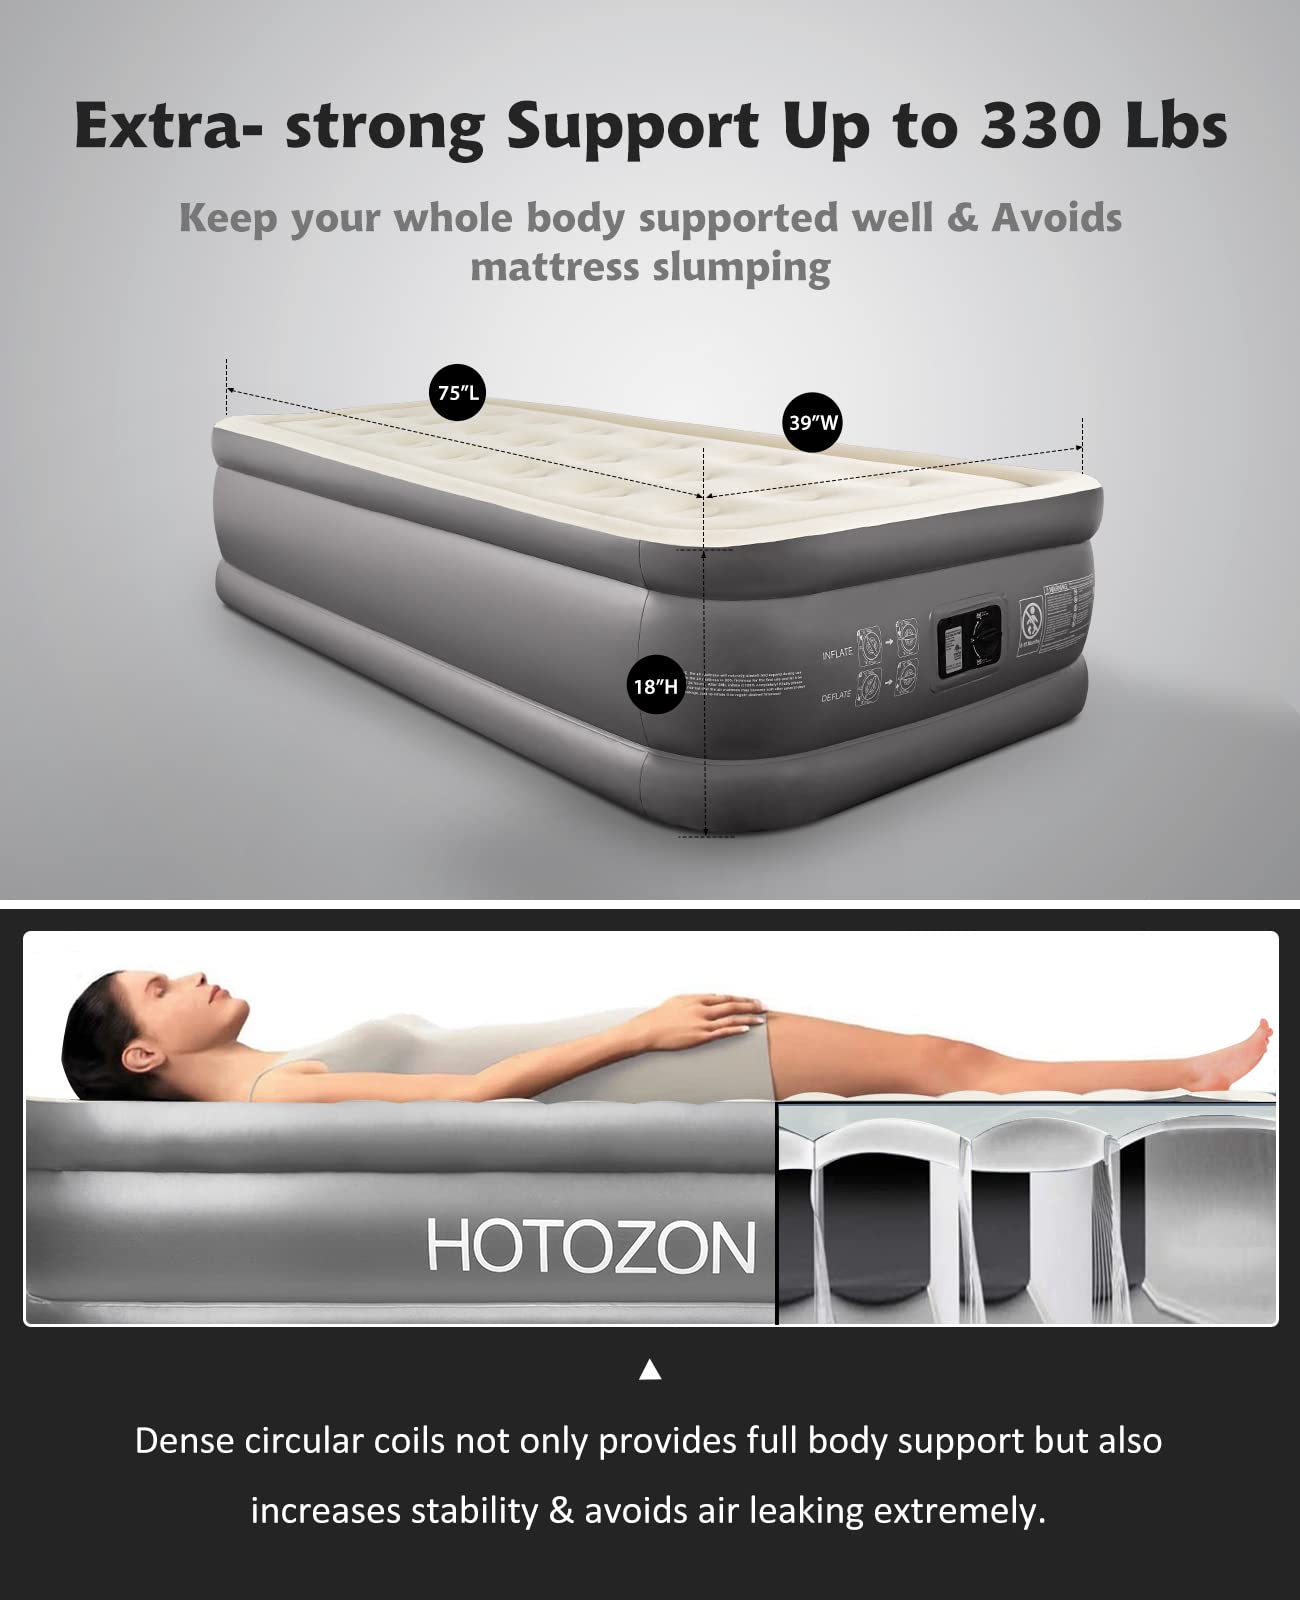 Extra- strong Support Up to 330 Lbs
Keep your whole body supported well & Avoids
mattress slumping
75"L
39"W
18"H
INFLATE
DEFLATE
WARNING
HOTOZON
Dense circular coils not only provides full body support but also
increases stability & avoids air leaking extremely.